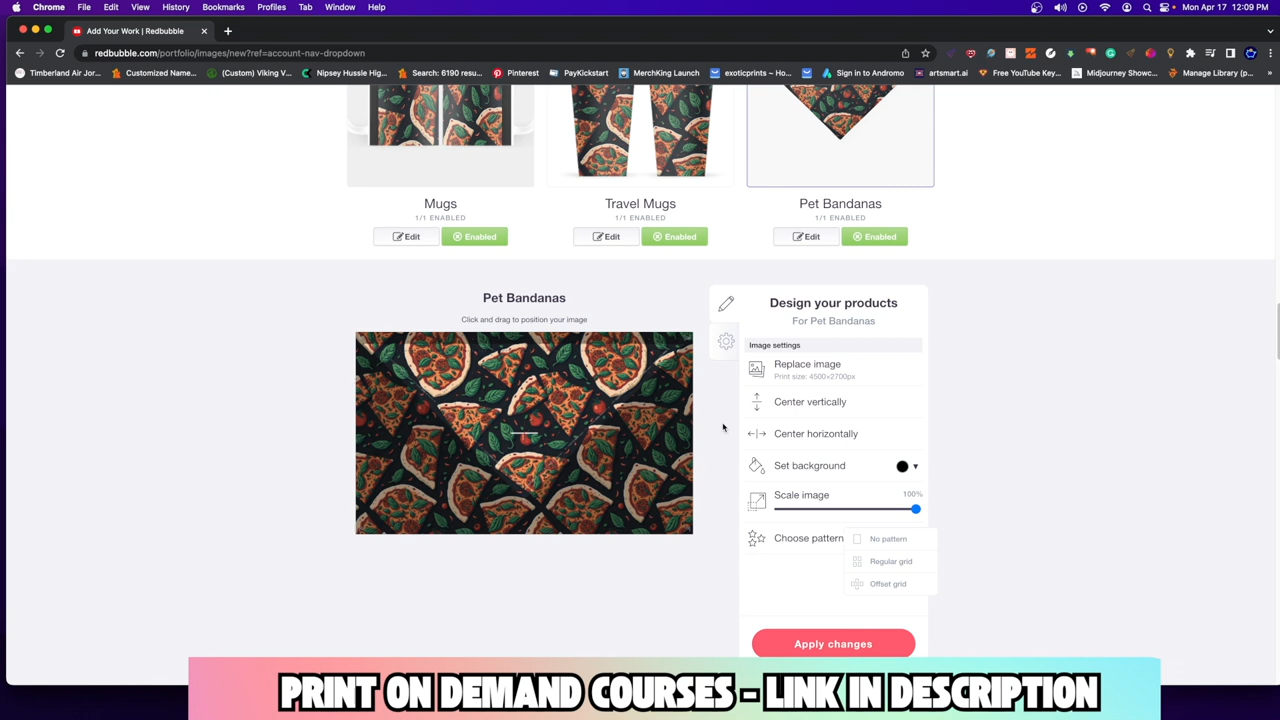 Chrome File Edit View History Bookmarks Profiles Tab Window Help Mon Apr 17 12:09 PM
Add Your Work | Redbubble
redbubble.com/portfolio/images/new?ref=account-nav-dropdown
Timberland Air Jor... Customized Name... (Custom) Viking V... Nipsey Hussle Hig... Search: 6190 resu... Pinterest PayKickstart MerchKing Launch exoticprints – Ho... Sign in to Andromo artsmart.ai Free YouTube Key... Midjourney Showc... Manage Library (p... »
Mugs Travel Mugs Pet Bandanas
1/1 ENABLED 1/1 ENABLED 1/1 ENABLED
Edit Enabled Edit Enabled Edit Enabled
Pet Bandanas
Click and drag to position your image
Design your products
For Pet Bandanas
Image settings
Replace image
Print size: 4500×2700px
Center vertically
Center horizontally
Set background
Scale image 100%
Choose pattern
No pattern
Regular grid
Offset grid
Apply changes
PRINT ON DEMAND COURSES - LINK IN DESCRIPTION